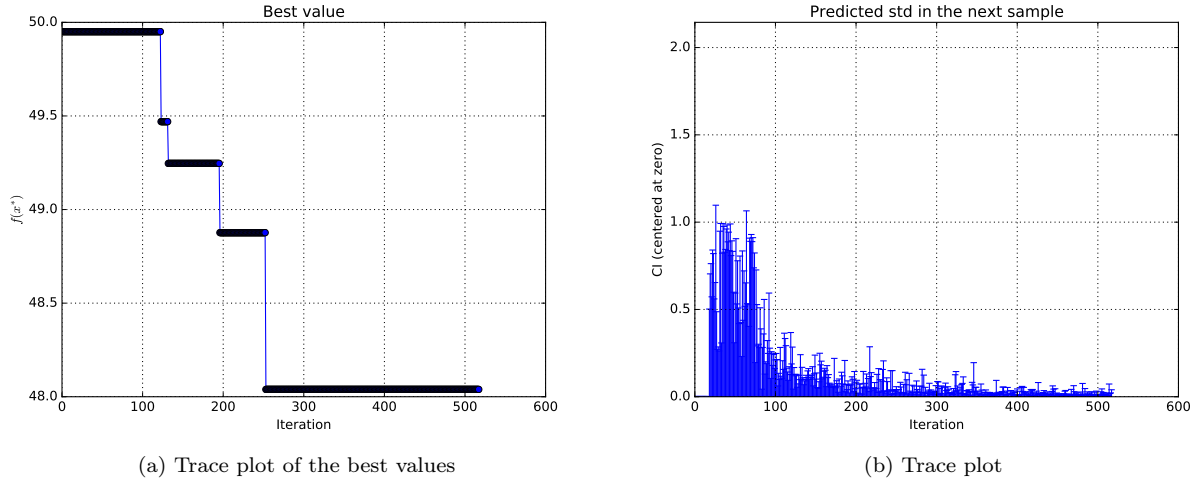 Best value
50.0
49.5
49.0
48.5
48.0
f(x*)
0 100 200 300 400 500 600
Iteration
(a) Trace plot of the best values
Predicted std in the next sample
2.0
1.5
1.0
0.5
0.0
CI (centered at zero)
0 100 200 300 400 500 600
Iteration
(b) Trace plot